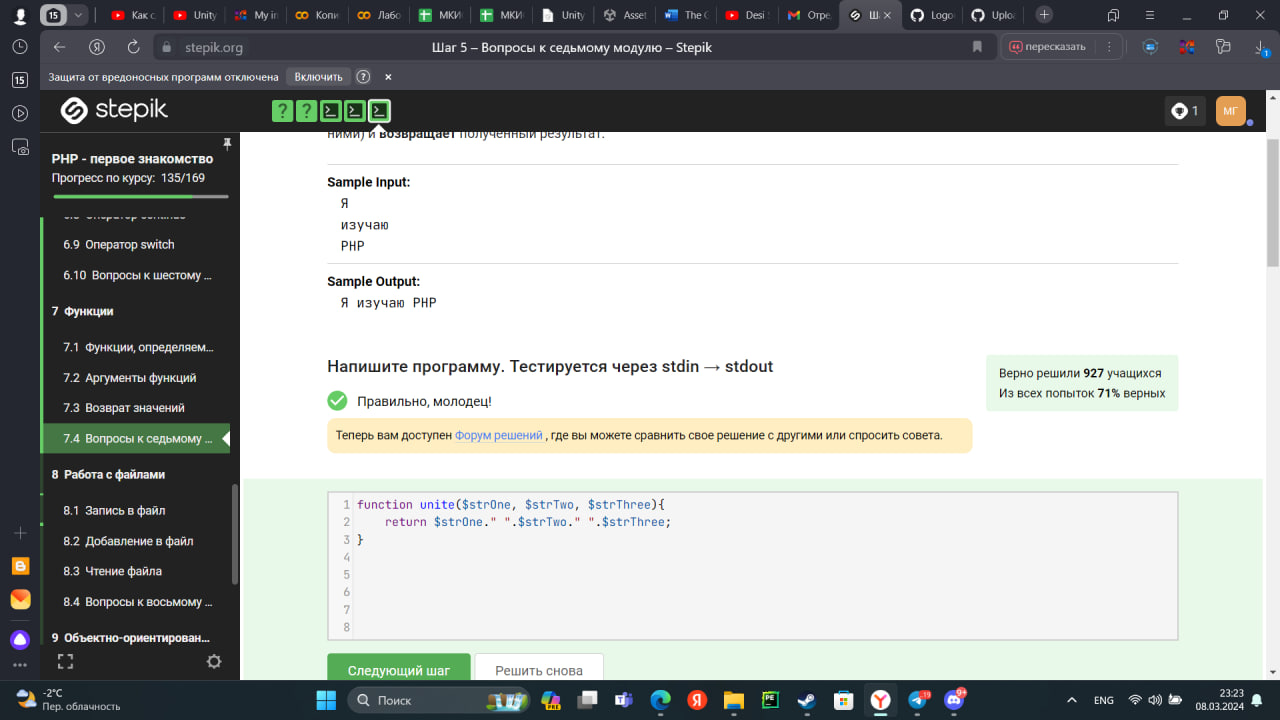 15
Как с
Unity
My in
Копи
Лабо
МКИ
МКИ
Unity
Asset
The G
Desi
Отре
Ша
Logo
Uploa
stepik.org
Шаг 5 – Вопросы к седьмому модулю – Stepik
пересказать
1
Защита от вредоносных программ отключена
Включить
?
15
stepik
1
МГ
PHP - первое знакомство
Прогресс по курсу: 135/169
6.9 Оператор switch
6.10 Вопросы к шестому ...
7 Функции
7.1 Функции, определяем...
7.2 Аргументы функций
7.3 Возврат значений
7.4 Вопросы к седьмому ...
8 Работа с файлами
8.1 Запись в файл
8.2 Добавление в файл
8.3 Чтение файла
8.4 Вопросы к восьмому ...
9 Объектно-ориентирован...
ними) и возвращает полученный результат.
Sample Input:
Я
изучаю
PHP
Sample Output:
Я изучаю PHP
Напишите программу. Тестируется через stdin → stdout
Верно решили 927 учащихся
Из всех попыток 71% верных
Правильно, молодец!
Теперь вам доступен Форум решений , где вы можете сравнить свое решение с другими или спросить совета.
1 function unite($strOne, $strTwo, $strThree){
2 return $strOne." ".$strTwo." ".$strThree;
3 }
4
5
6
7
8
Следующий шаг
Решить снова
-2°C
Пер. облачность
Поиск
PRE
19
9+
ENG
23:23
08.03.2024